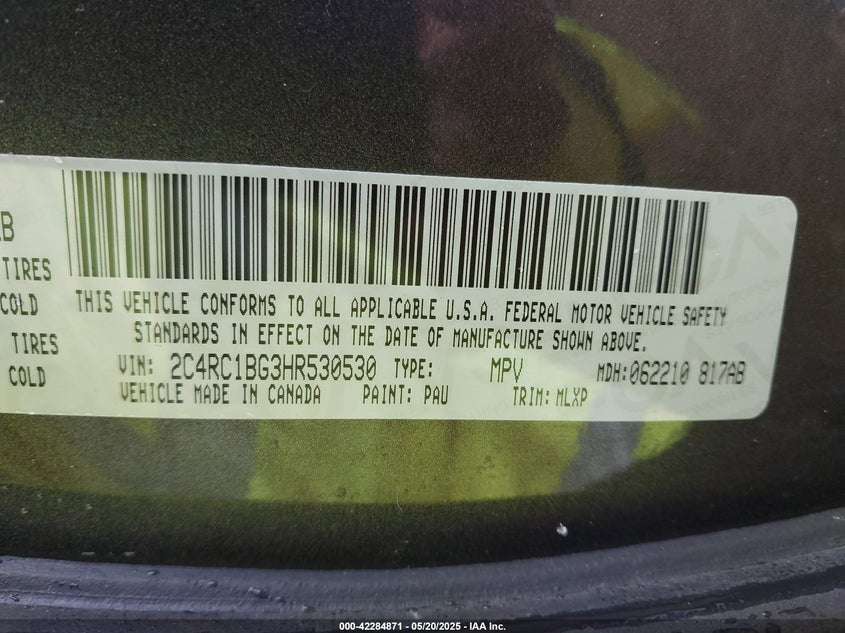 B
TIRES
COLD
TIRES
COLD
THIS VEHICLE CONFORMS TO ALL APPLICABLE U.S.A. FEDERAL MOTOR VEHICLE SAFETY
STANDARDS IN EFFECT ON THE DATE OF MANUFACTURE SHOWN ABOVE.
VIN: 2C4RC1BG3HR530530 TYPE: MPV MDH:062210 817AB
VEHICLE MADE IN CANADA PAINT: PAU TRIM: MLXP
000-42284871 — 05/20/2025 — IAA Inc.